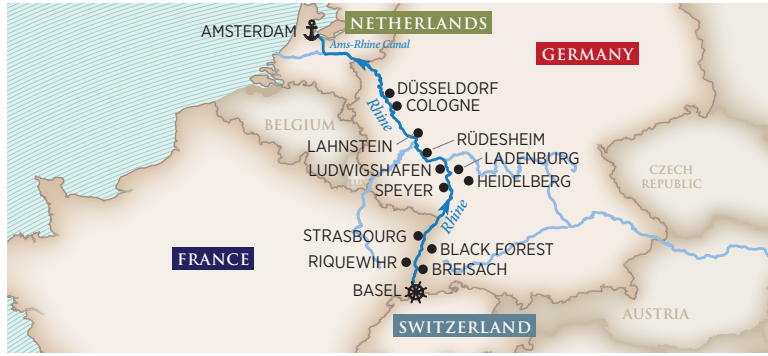 NETHERLANDS
AMSTERDAM
Ams-Rhine Canal
GERMANY
DÜSSELDORF
Rhine
COLOGNE
BELGIUM
LAHNSTEIN
RÜDESHEIM
LADENBURG
LUDWIGSHAFEN
HEIDELBERG
SPEYER
CZECH
REPUBLIC
Rhine
STRASBOURG
BLACK FOREST
FRANCE
RIQUEWIHR
BREISACH
BASEL
AUSTRIA
SWITZERLAND